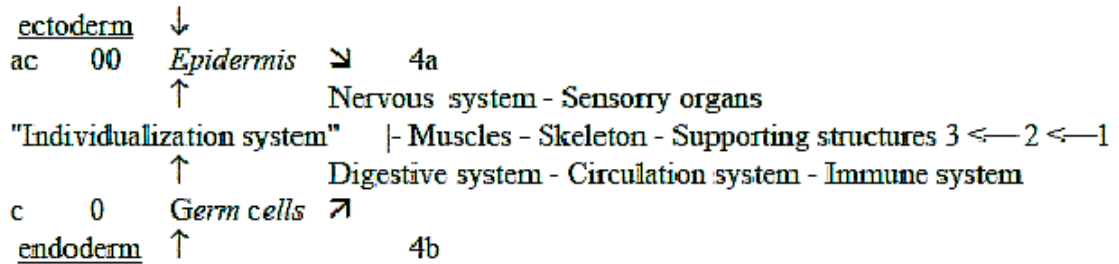 ectoderm ↓
ac 00 Epidermis ↘ 4a
↑ Nervous system - Sensorry organs
"Individualization system" |- Muscles - Skeleton - Supporting structures 3 <— 2 <—1
↑ Digestive system - Circulation system - Immune system
c 0 Germ cells ↗
endoderm ↑ 4b